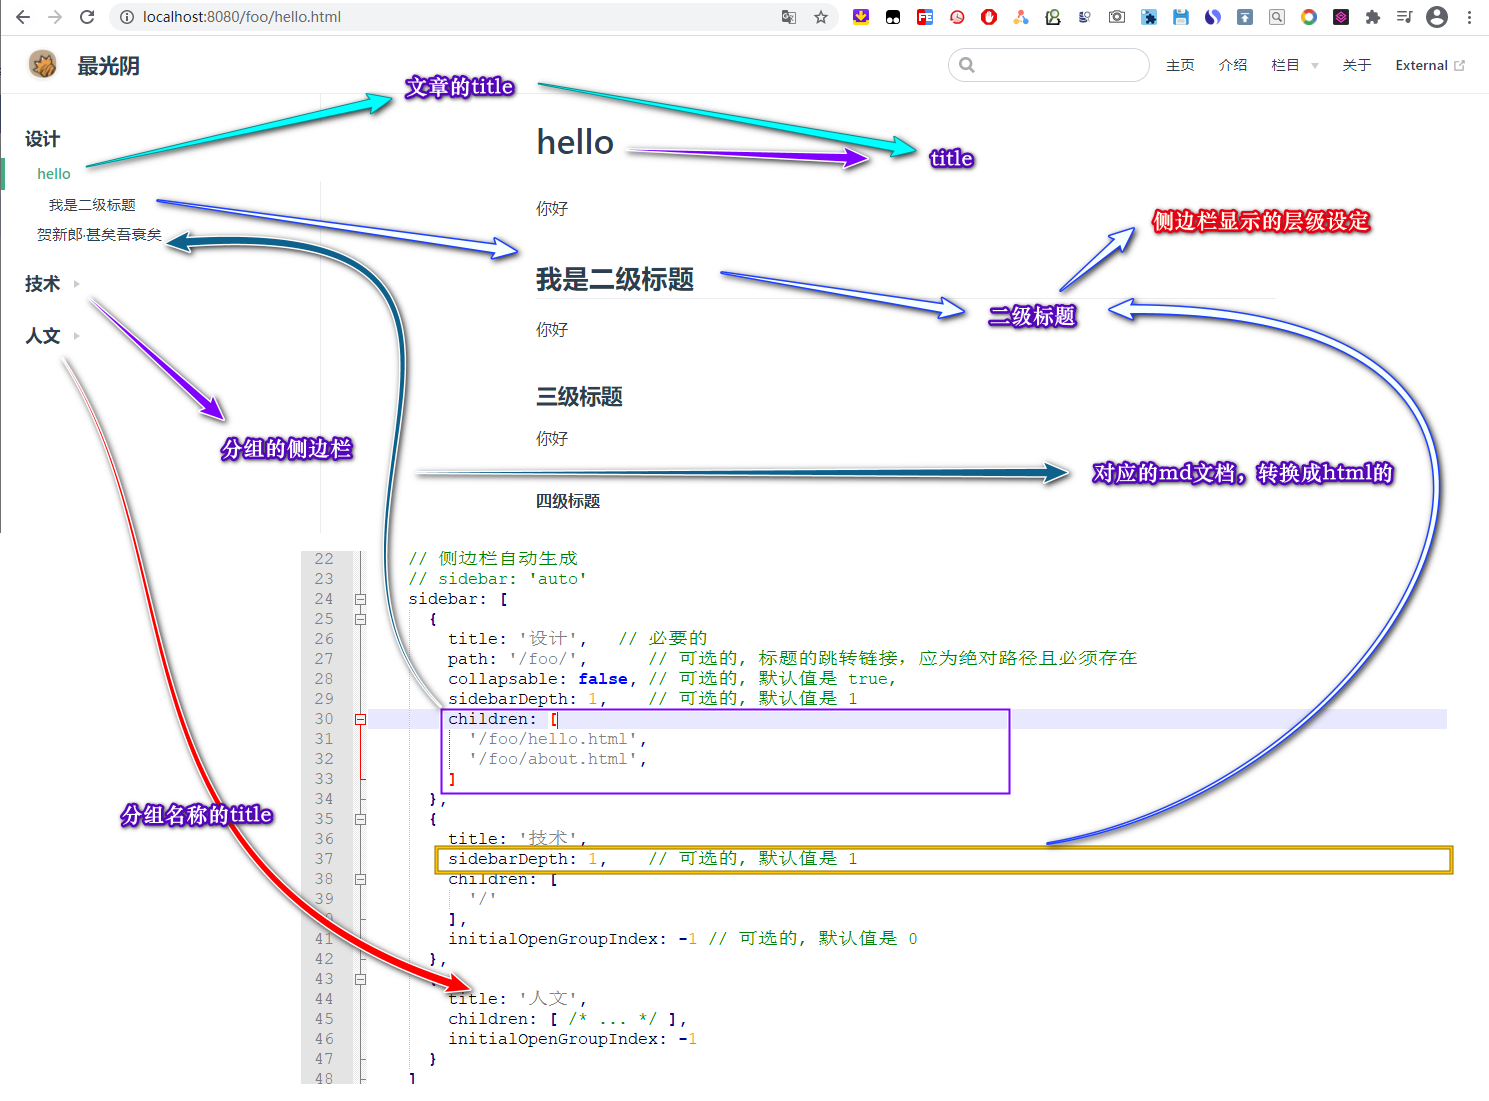 localhost:8080/foo/hello.html
最光阴
主页 介绍 栏目 关于 External
文章的title
设计
hello
我是二级标题
贺新郎·甚矣吾衰矣
技术
人文
分组的侧边栏
分组名称的title
hello
title
你好
侧边栏显示的层级设定
我是二级标题
二级标题
你好
三级标题
你好
对应的md文档，转换成html的
四级标题
22 // 侧边栏自动生成
23 // sidebar: 'auto'
24 sidebar: [
25 {
26 title: '设计', // 必要的
27 path: '/foo/', // 可选的, 标题的跳转链接，应为绝对路径且必须存在
28 collapsable: false, // 可选的, 默认值是 true,
29 sidebarDepth: 1, // 可选的, 默认值是 1
30 children: [
31 '/foo/hello.html',
32 '/foo/about.html',
33 ]
34 },
35 {
36 title: '技术',
37 sidebarDepth: 1, // 可选的, 默认值是 1
38 children: [
39 '/'
],
41 initialOpenGroupIndex: -1 // 可选的, 默认值是 0
42 },
43
44 title: '人文',
45 children: [ /* ... */ ],
46 initialOpenGroupIndex: -1
47 }
48 ]